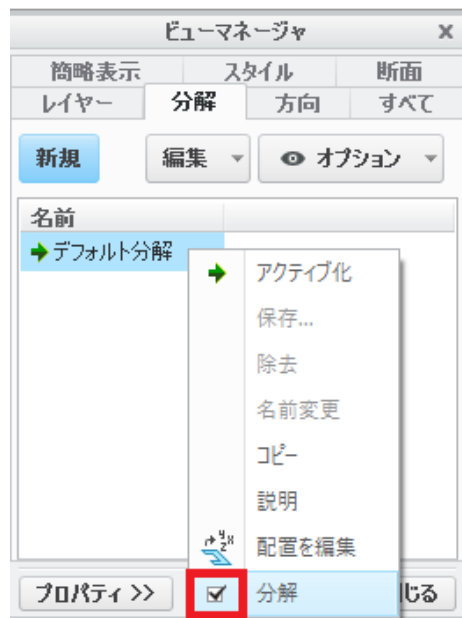 ビューマネージャ x
簡略表示 スタイル 断面
レイヤー 分解 方向 すべて
新規 編集 オプション
名前
デフォルト分解
アクティブ化
保存...
除去
名前変更
コピー
説明
配置を編集
分解
プロパティ >> じる